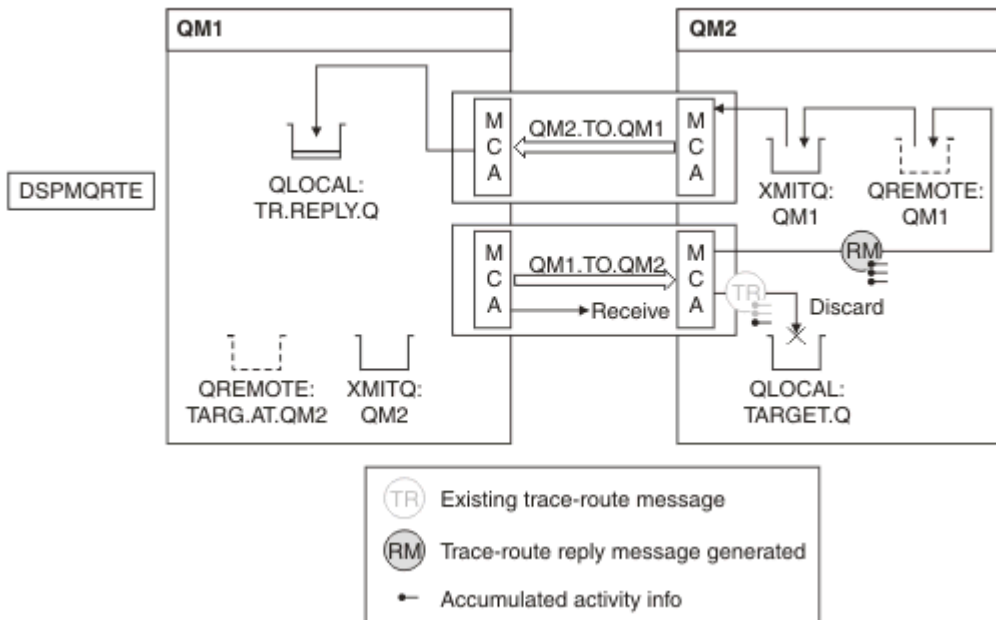 QM1
QM2
DSPMQRTE
M
C
A
QM2.TO.QM1
M
C
A
QLOCAL:
TR.REPLY.Q
XMITQ:
QM1
QREMOTE:
QM1
M
C
A
QM1.TO.QM2
Receive
M
C
A
TR
RM
Discard
QREMOTE:
TARG.AT.QM2
XMITQ:
QM2
QLOCAL:
TARGET.Q
TR Existing trace-route message
RM Trace-route reply message generated
Accumulated activity info